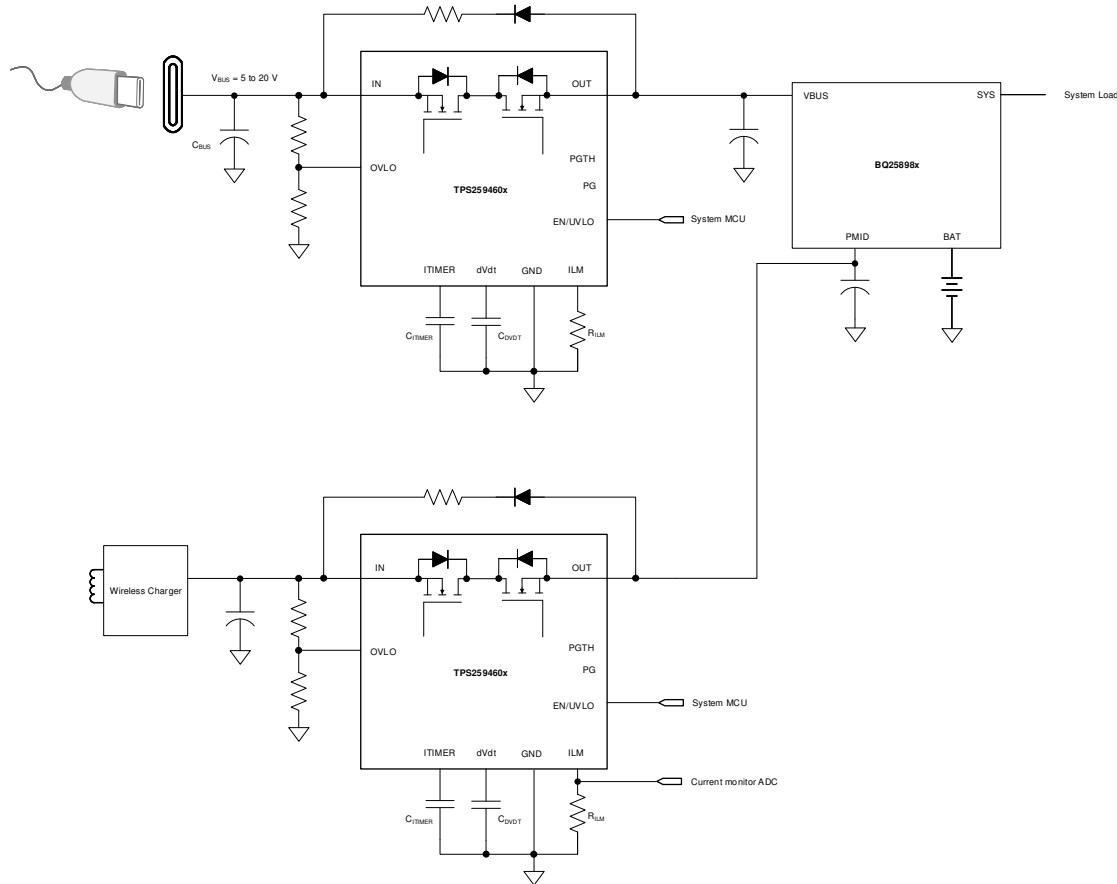 V_BUS = 5 to 20 V
C_BUS
IN
OUT
OVLO
PGTH
PG
TPS259460x
EN/UVLO
System MCU
ITIMER
dVdt
GND
ILM
C_ITIMER
C_DVDT
R_ILM
VBUS
SYS
System Load
BQ25898x
PMID
BAT
Wireless Charger
IN
OUT
OVLO
PGTH
PG
TPS259460x
EN/UVLO
System MCU
ITIMER
dVdt
GND
ILM
Current monitor ADC
C_ITIMER
C_DVDT
R_ILM